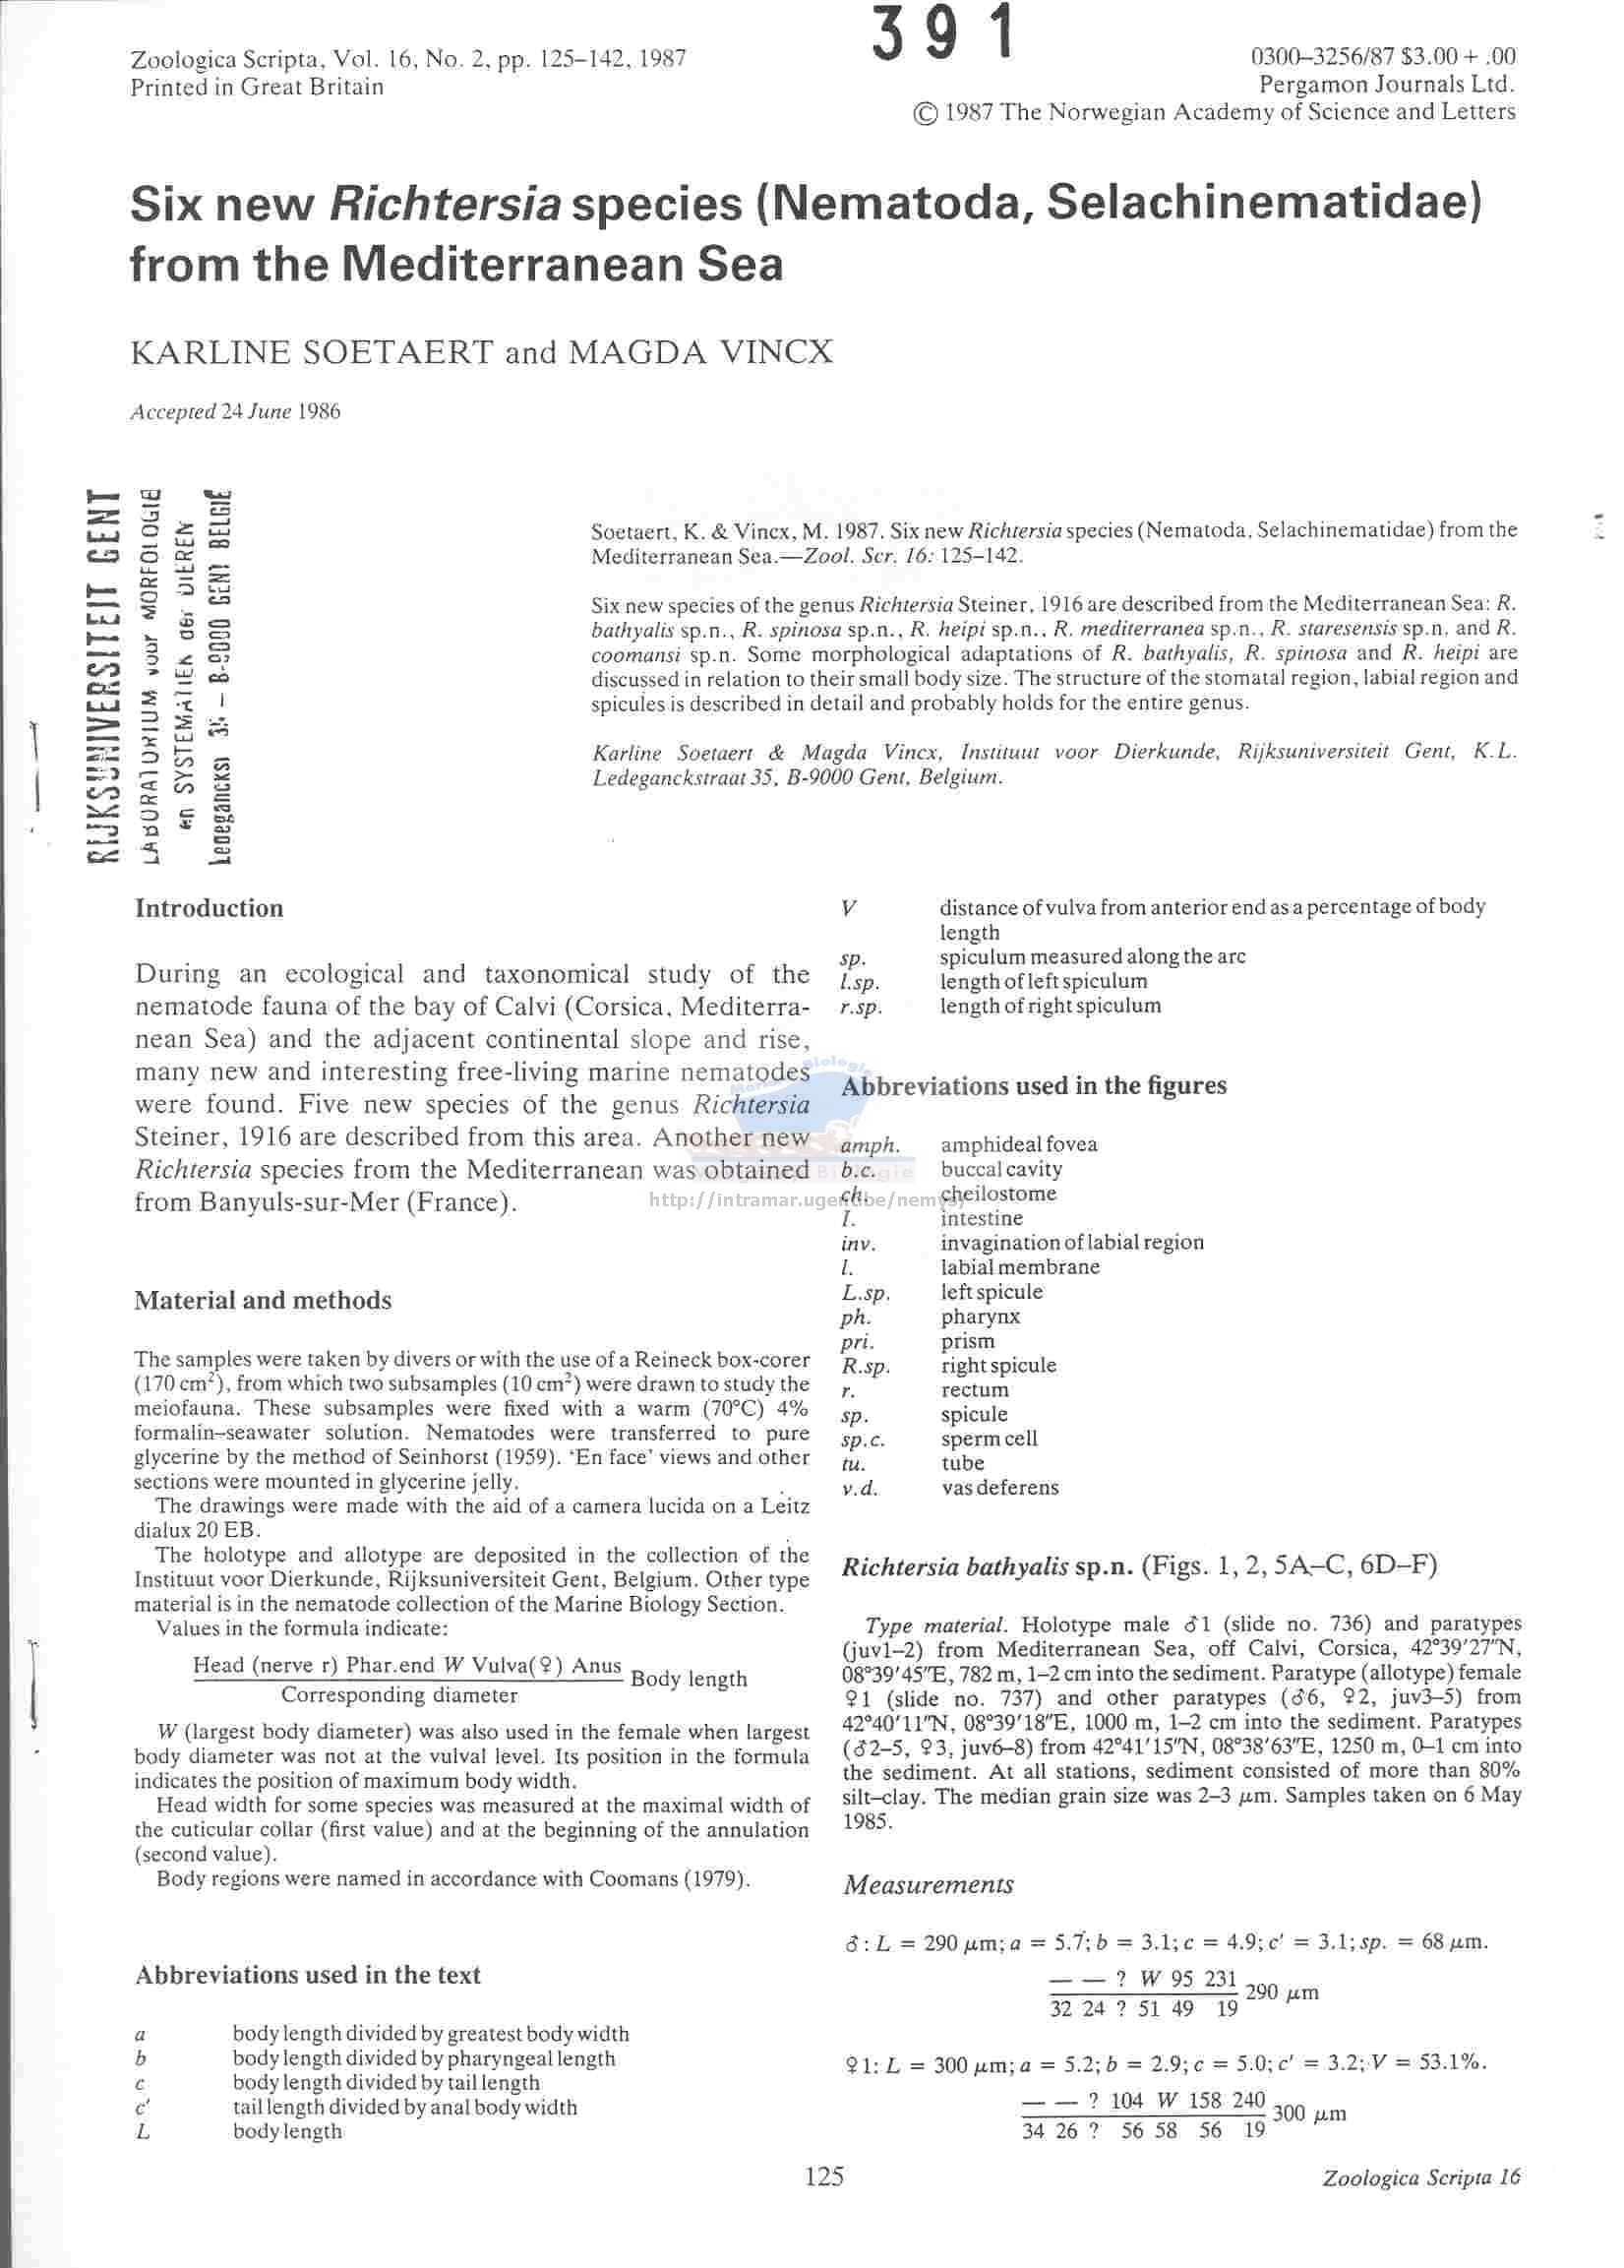 391
Zoologica Scripta, Vol. 16, No. 2, pp. 125–142, 1987
Printed in Great Britain
0300–3256/87 $3.00 + .00
Pergamon Journals Ltd.
© 1987 The Norwegian Academy of Science and Letters
Six new Richtersia species (Nematoda, Selachinematidae)
from the Mediterranean Sea
KARLINE SOETAERT and MAGDA VINCX
Accepted 24 June 1986
RIJKSUNIVERSITEIT GENT
LABORATORIUM voor MORFOLOGIE
en SYSTEMATIEK der DIEREN
Ledeganckst 35 – B-9000 GENT BELGIË
Soetaert, K. & Vincx, M. 1987. Six new Richtersia species (Nematoda, Selachinematidae) from the
Mediterranean Sea.—Zool. Scr. 16: 125–142.
Six new species of the genus Richtersia Steiner, 1916 are described from the Mediterranean Sea: R.
bathyalis sp.n., R. spinosa sp.n., R. heipi sp.n., R. mediterranea sp.n., R. staresensis sp.n. and R.
coomansi sp.n. Some morphological adaptations of R. bathyalis, R. spinosa and R. heipi are
discussed in relation to their small body size. The structure of the stomatal region, labial region and
spicules is described in detail and probably holds for the entire genus.
Karline Soetaert & Magda Vincx, Instituut voor Dierkunde, Rijksuniversiteit Gent, K.L.
Ledeganckstraat 35, B-9000 Gent, Belgium.
Introduction
During an ecological and taxonomical study of the
nematode fauna of the bay of Calvi (Corsica, Mediterra-
nean Sea) and the adjacent continental slope and rise,
many new and interesting free-living marine nematodes
were found. Five new species of the genus Richtersia
Steiner, 1916 are described from this area. Another new
Richtersia species from the Mediterranean was obtained
from Banyuls-sur-Mer (France).
Material and methods
The samples were taken by divers or with the use of a Reineck box-corer
(170 cm²), from which two subsamples (10 cm²) were drawn to study the
meiofauna. These subsamples were fixed with a warm (70°C) 4%
formalin–seawater solution. Nematodes were transferred to pure
glycerine by the method of Seinhorst (1959). ‘En face’ views and other
sections were mounted in glycerine jelly.
The drawings were made with the aid of a camera lucida on a Leitz
dialux 20 EB.
The holotype and allotype are deposited in the collection of the
Instituut voor Dierkunde, Rijksuniversiteit Gent, Belgium. Other type
material is in the nematode collection of the Marine Biology Section.
Values in the formula indicate:
Head (nerve r) Phar.end W Vulva(♀) Anus
Corresponding diameter
Body length
W (largest body diameter) was also used in the female when largest
body diameter was not at the vulval level. Its position in the formula
indicates the position of maximum body width.
Head width for some species was measured at the maximal width of
the cuticular collar (first value) and at the beginning of the annulation
(second value).
Body regions were named in accordance with Coomans (1979).
Abbreviations used in the text
a body length divided by greatest body width
b body length divided by pharyngeal length
c body length divided by tail length
c' tail length divided by anal body width
L body length
V distance of vulva from anterior end as a percentage of body
length
sp. spiculum measured along the arc
l.sp. length of left spiculum
r.sp. length of right spiculum
Abbreviations used in the figures
amph. amphideal fovea
b.c. buccal cavity
ch. cheilostome
I. intestine
inv. invagination of labial region
l. labial membrane
L.sp. left spicule
ph. pharynx
pri. prism
R.sp. right spicule
r. rectum
sp. spicule
sp.c. sperm cell
tu. tube
v.d. vas deferens
Richtersia bathyalis sp.n. (Figs. 1, 2, 5A–C, 6D–F)
Type material. Holotype male ♂1 (slide no. 736) and paratypes
(juv1–2) from Mediterranean Sea, off Calvi, Corsica, 42°39'27"N,
08°39'45"E, 782 m, 1–2 cm into the sediment. Paratype (allotype) female
♀1 (slide no. 737) and other paratypes (♂6, ♀2, juv3–5) from
42°40'11"N, 08°39'18"E, 1000 m, 1–2 cm into the sediment. Paratypes
(♂2–5, ♀3, juv6–8) from 42°41'15"N, 08°38'63"E, 1250 m, 0–1 cm into
the sediment. At all stations, sediment consisted of more than 80%
silt–clay. The median grain size was 2–3 μm. Samples taken on 6 May
1985.
Measurements
♂: L = 290 μm; a = 5.7; b = 3.1; c = 4.9; c' = 3.1; sp. = 68 μm.
— — ? W 95 231
32 24 ? 51 49 19
290 μm
♀1: L = 300 μm; a = 5.2; b = 2.9; c = 5.0; c' = 3.2; V = 53.1%.
— — ? 104 W 158 240
34 26 ? 56 58 56 19
300 μm
125
Zoologica Scripta 16